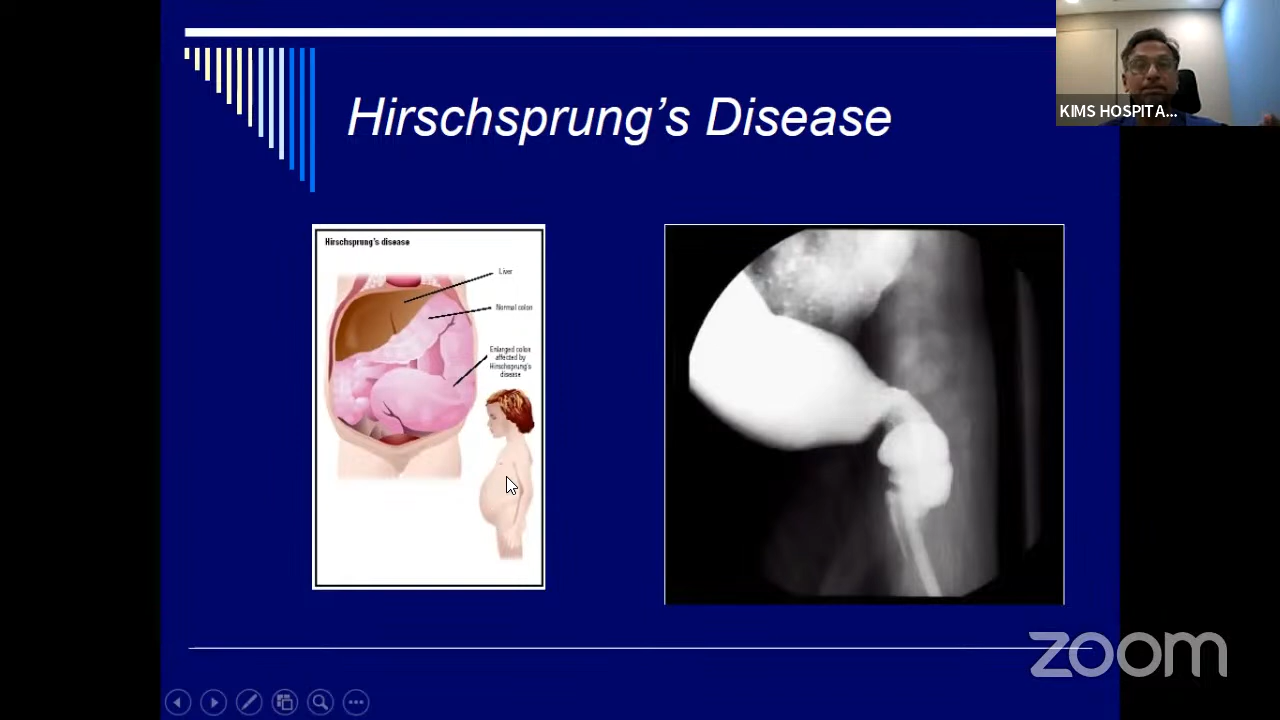 KIMS HOSPITA...
Hirschsprung's Disease
Hirschsprung's disease
Liver
Normal colon
Enlarged colon
affected by
Hirschsprung's
disease
zoom